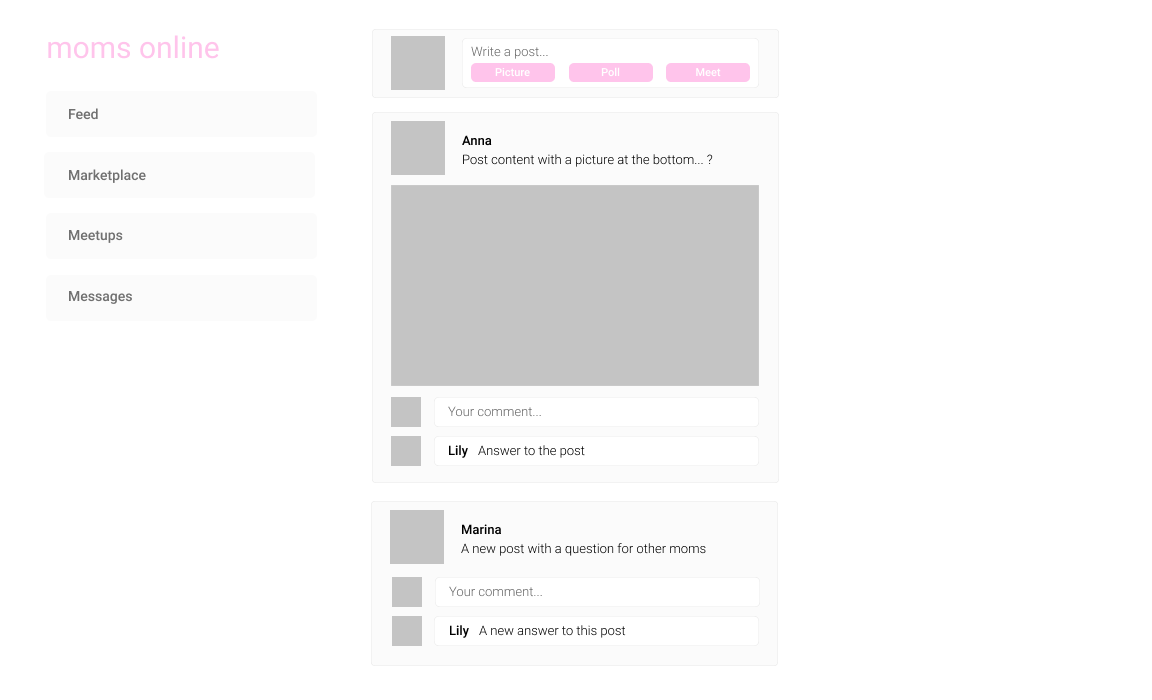 moms online
Feed
Marketplace
Meetups
Messages
Write a post...
Picture Poll Meet
Anna
Post content with a picture at the bottom... ?
Your comment...
Lily Answer to the post
Marina
A new post with a question for other moms
Your comment...
Lily A new answer to this post